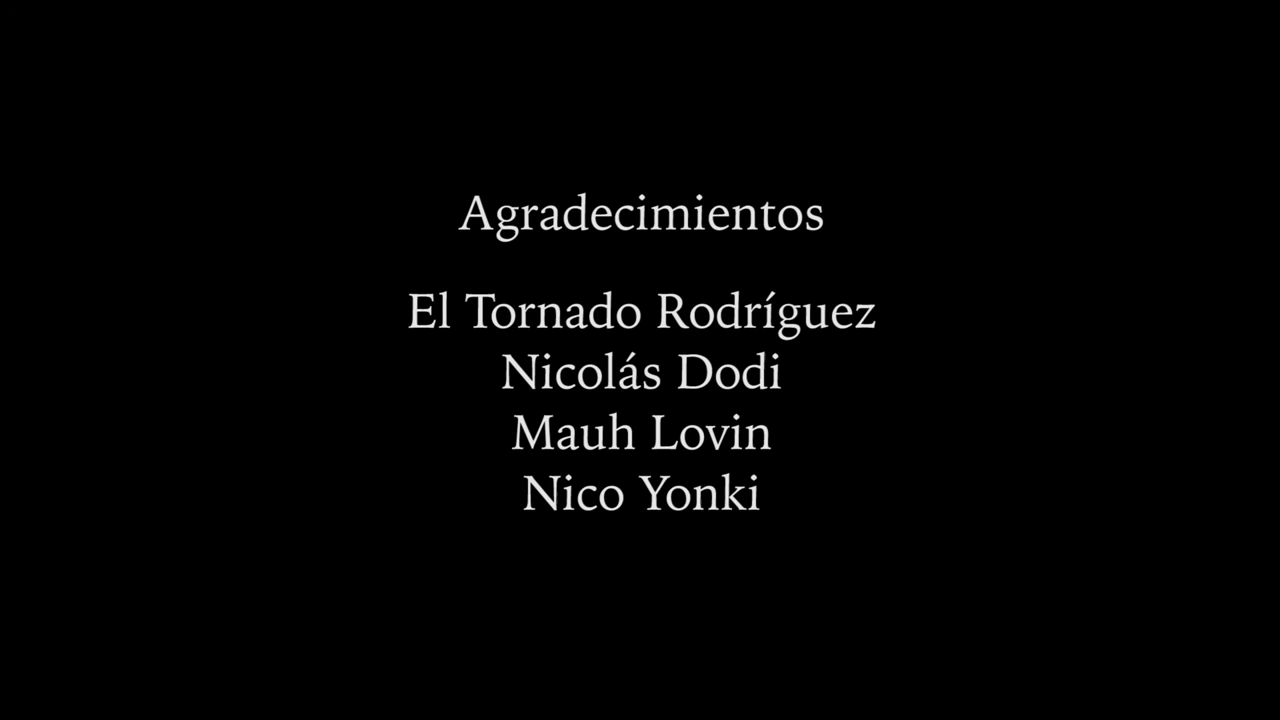 Agradecimientos
El Tornado Rodríguez
Nicolás Dodi
Mauh Lovin
Nico Yonki